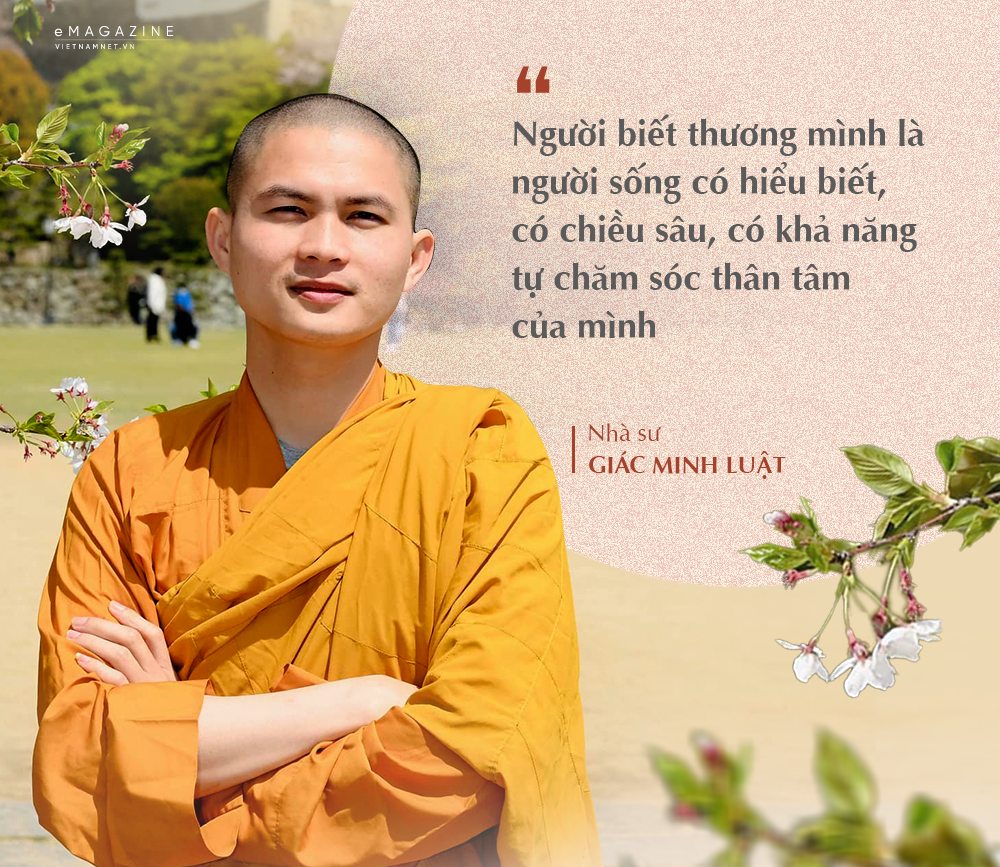 eMAGAZINE
VIETNAMNET.VN
❝
Người biết thương mình là
người sống có hiểu biết,
có chiều sâu, có khả năng
tự chăm sóc thân tâm
của mình
Nhà sư
GIÁC MINH LUẬT